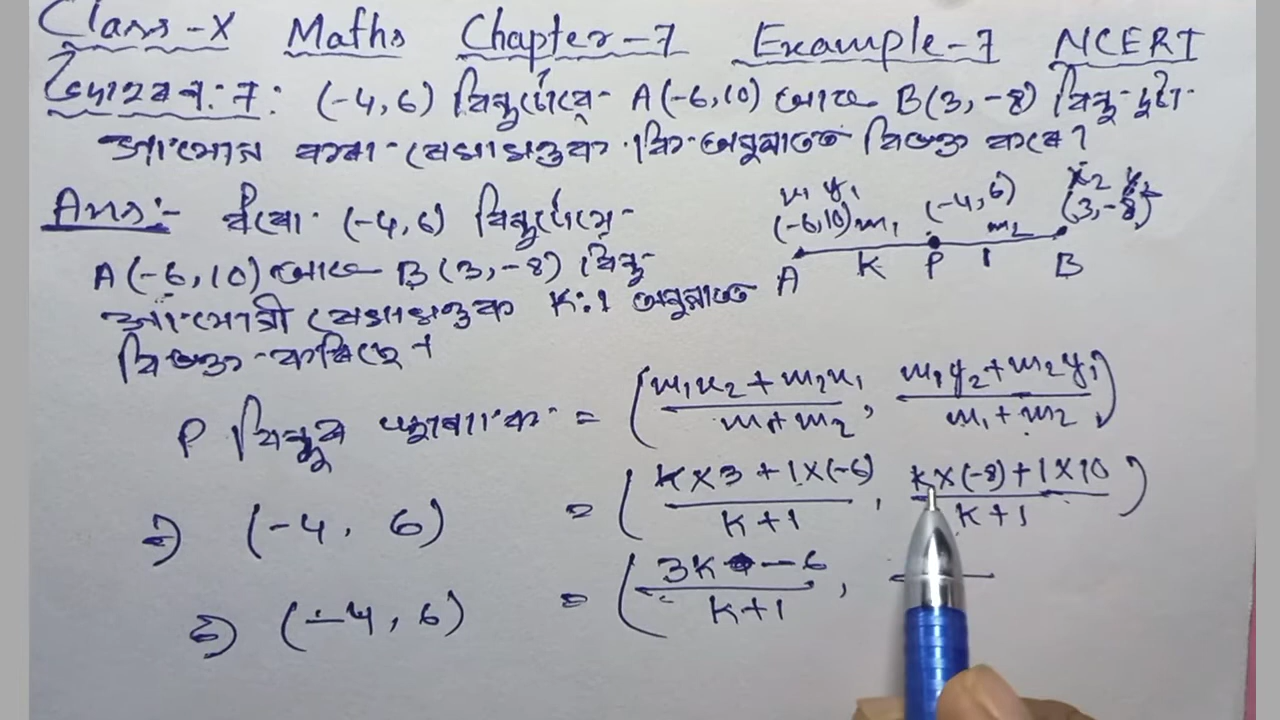 Class-X Maths Chapter-7 Example-7 NCERT
উদাহৰণ:7: (-4,6) বিন্দুটোৱে A(-6,10) আৰু B(3,-8) বিন্দু দুটা
সংযোগ কৰা ৰেখাখণ্ডক কি অনুপাতত বিভক্ত কৰে।
x₁ y₁ x₂ y₂
(-6,10) m₁ (-4,6) m₂ (3,-8)
A K P 1 B
Ans:- ধৰো (-4,6) বিন্দুটোৱে
A(-6,10) আৰু B(3,-8) বিন্দু
সংযোগী ৰেখাখণ্ডক K:1 অনুপাতত
বিভক্ত কৰিছে।
P বিন্দুৰ স্থানাংক = (m₁x₂+m₂x₁/m₁+m₂, m₁y₂+m₂y₁/m₁+m₂)
⇒ (-4, 6) = (K×3+1×(-6)/K+1, K×(-8)+1×10/K+1)
⇒ (-4, 6) = (3K-6/K+1,